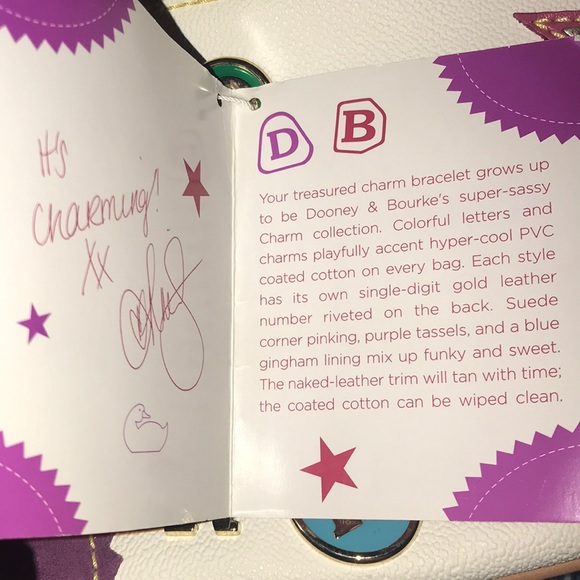 It's
Charming!
XX
D B
Your treasured charm bracelet grows up
to be Dooney & Bourke's super-sassy
Charm collection. Colorful letters and
charms playfully accent hyper-cool PVC
coated cotton on every bag. Each style
has its own single-digit gold leather
number riveted on the back. Suede
corner pinking, purple tassels, and a blue
gingham lining mix up funky and sweet.
The naked-leather trim will tan with time;
the coated cotton can be wiped clean.